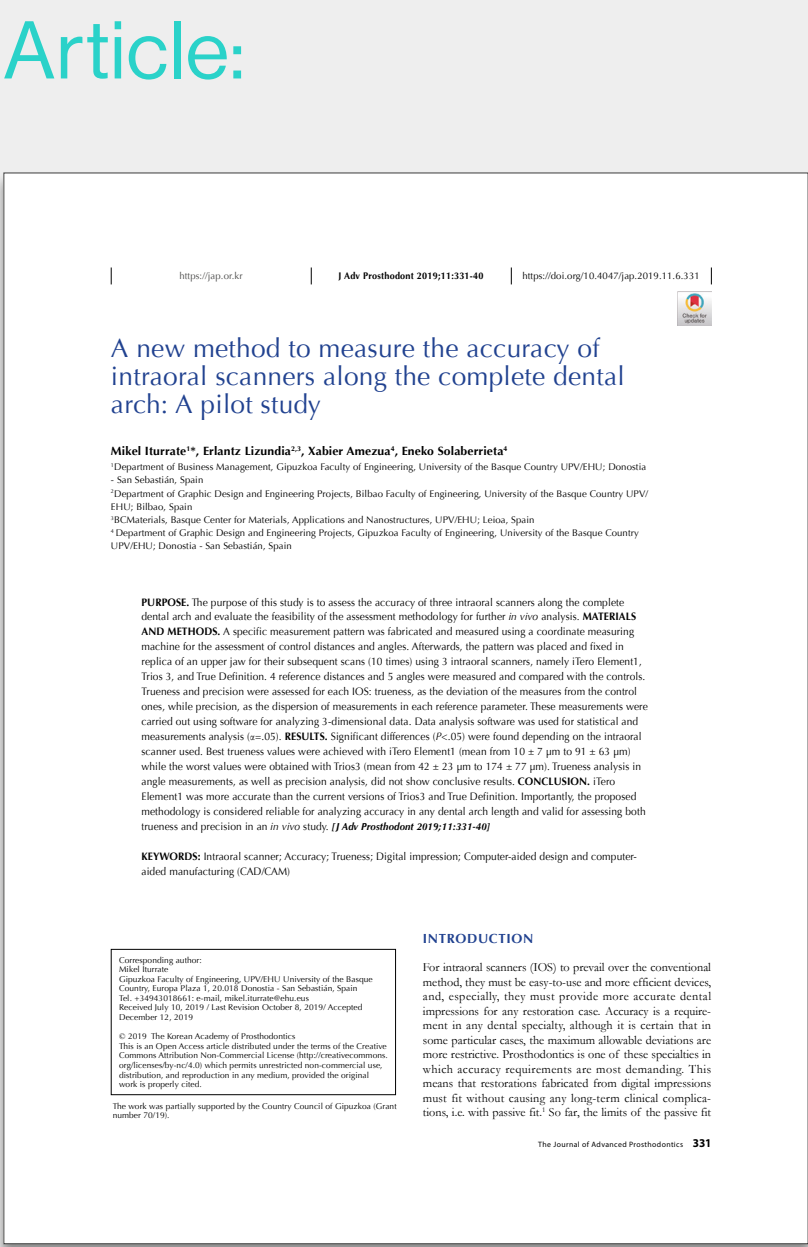 Article:
https://jap.or.kr
J Adv Prosthodont 2019;11:331-40
https://doi.org/10.4047/jap.2019.11.6.331
Check for
updates
A new method to measure the accuracy of
intraoral scanners along the complete dental
arch: A pilot study
Mikel Iturrate¹*, Erlantz Lizundia²,³, Xabier Amezua⁴, Eneko Solaberrieta⁴
¹Department of Business Management, Gipuzkoa Faculty of Engineering, University of the Basque Country UPV/EHU; Donostia
- San Sebastián, Spain
²Department of Graphic Design and Engineering Projects, Bilbao Faculty of Engineering, University of the Basque Country UPV/
EHU; Bilbao, Spain
³BCMaterials, Basque Center for Materials, Applications and Nanostructures, UPV/EHU; Leioa, Spain
⁴ Department of Graphic Design and Engineering Projects, Gipuzkoa Faculty of Engineering, University of the Basque Country
UPV/EHU; Donostia - San Sebastián, Spain
PURPOSE. The purpose of this study is to assess the accuracy of three intraoral scanners along the complete
dental arch and evaluate the feasibility of the assessment methodology for further in vivo analysis. MATERIALS
AND METHODS. A specific measurement pattern was fabricated and measured using a coordinate measuring
machine for the assessment of control distances and angles. Afterwards, the pattern was placed and fixed in
replica of an upper jaw for their subsequent scans (10 times) using 3 intraoral scanners, namely iTero Element1,
Trios 3, and True Definition. 4 reference distances and 5 angles were measured and compared with the controls.
Trueness and precision were assessed for each IOS: trueness, as the deviation of the measures from the control
ones, while precision, as the dispersion of measurements in each reference parameter. These measurements were
carried out using software for analyzing 3-dimensional data. Data analysis software was used for statistical and
measurements analysis (α=.05). RESULTS. Significant differences (P<.05) were found depending on the intraoral
scanner used. Best trueness values were achieved with iTero Element1 (mean from 10 ± 7 µm to 91 ± 63 µm)
while the worst values were obtained with Trios3 (mean from 42 ± 23 µm to 174 ± 77 µm). Trueness analysis in
angle measurements, as well as precision analysis, did not show conclusive results. CONCLUSION. iTero
Element1 was more accurate than the current versions of Trios3 and True Definition. Importantly, the proposed
methodology is considered reliable for analyzing accuracy in any dental arch length and valid for assessing both
trueness and precision in an in vivo study. [J Adv Prosthodont 2019;11:331-40]
KEYWORDS: Intraoral scanner; Accuracy; Trueness; Digital impression; Computer-aided design and computer-
aided manufacturing (CAD/CAM)
Corresponding author:
Mikel Iturrate
Gipuzkoa Faculty of Engineering, UPV/EHU University of the Basque
Country, Europa Plaza 1, 20.018 Donostia - San Sebastián, Spain
Tel. +34943018661: e-mail, mikel.iturrate@ehu.eus
Received July 10, 2019 / Last Revision October 8, 2019/ Accepted
December 12, 2019
© 2019 The Korean Academy of Prosthodontics
This is an Open Access article distributed under the terms of the Creative
Commons Attribution Non-Commercial License (http://creativecommons.
org/licenses/by-nc/4.0) which permits unrestricted non-commercial use,
distribution, and reproduction in any medium, provided the original
work is properly cited.
The work was partially supported by the Country Council of Gipuzkoa (Grant
number 70/19).
INTRODUCTION
For intraoral scanners (IOS) to prevail over the conventional
method, they must be easy-to-use and more efficient devices,
and, especially, they must provide more accurate dental
impressions for any restoration case. Accuracy is a require-
ment in any dental specialty, although it is certain that in
some particular cases, the maximum allowable deviations are
more restrictive. Prosthodontics is one of these specialties in
which accuracy requirements are most demanding. This
means that restorations fabricated from digital impressions
must fit without causing any long-term clinical complica-
tions, i.e. with passive fit.¹ So far, the limits of the passive fit
The Journal of Advanced Prosthodontics 331